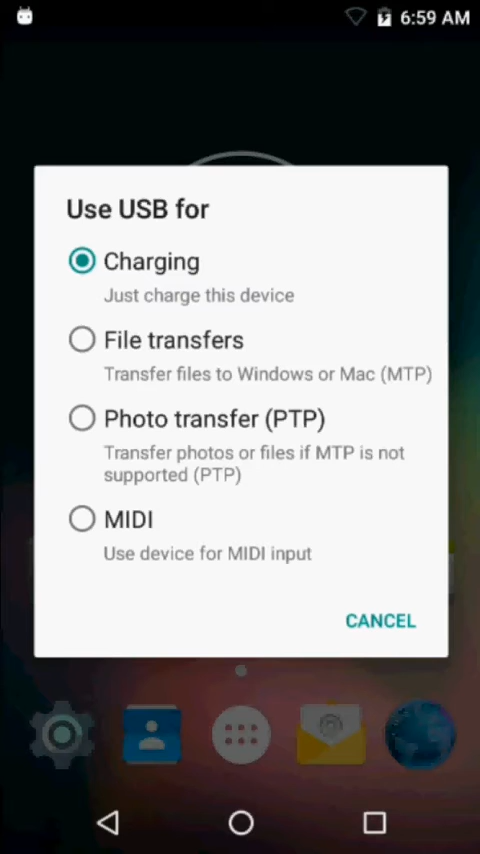 6:59 AM
Use USB for
Charging
Just charge this device
File transfers
Transfer files to Windows or Mac (MTP)
Photo transfer (PTP)
Transfer photos or files if MTP is not
supported (PTP)
MIDI
Use device for MIDI input
CANCEL